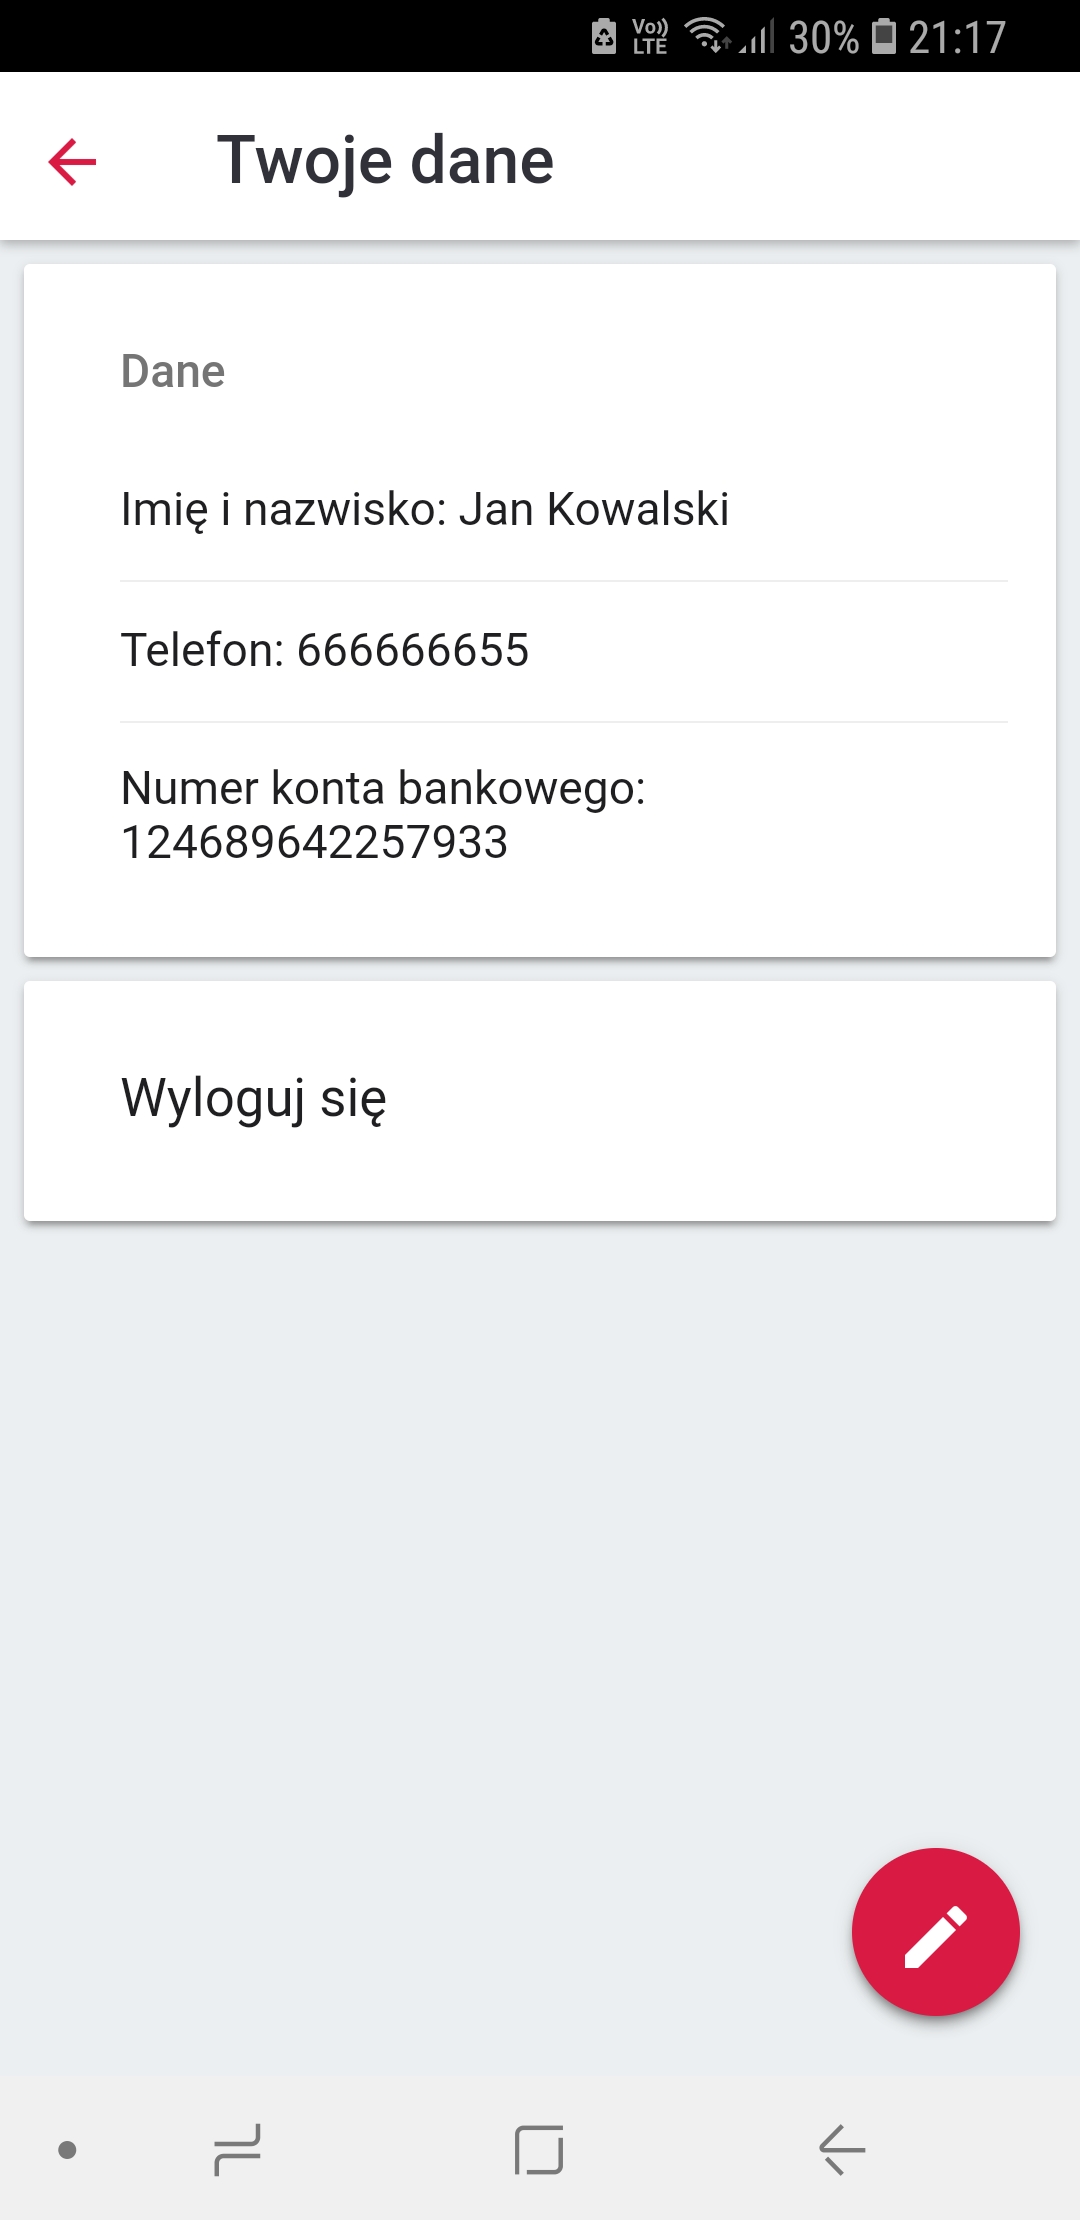 Vo))
LTE
30%
21:17
Twoje dane
Dane
Imię i nazwisko: Jan Kowalski
Telefon: 666666655
Numer konta bankowego:
124689642257933
Wyloguj się